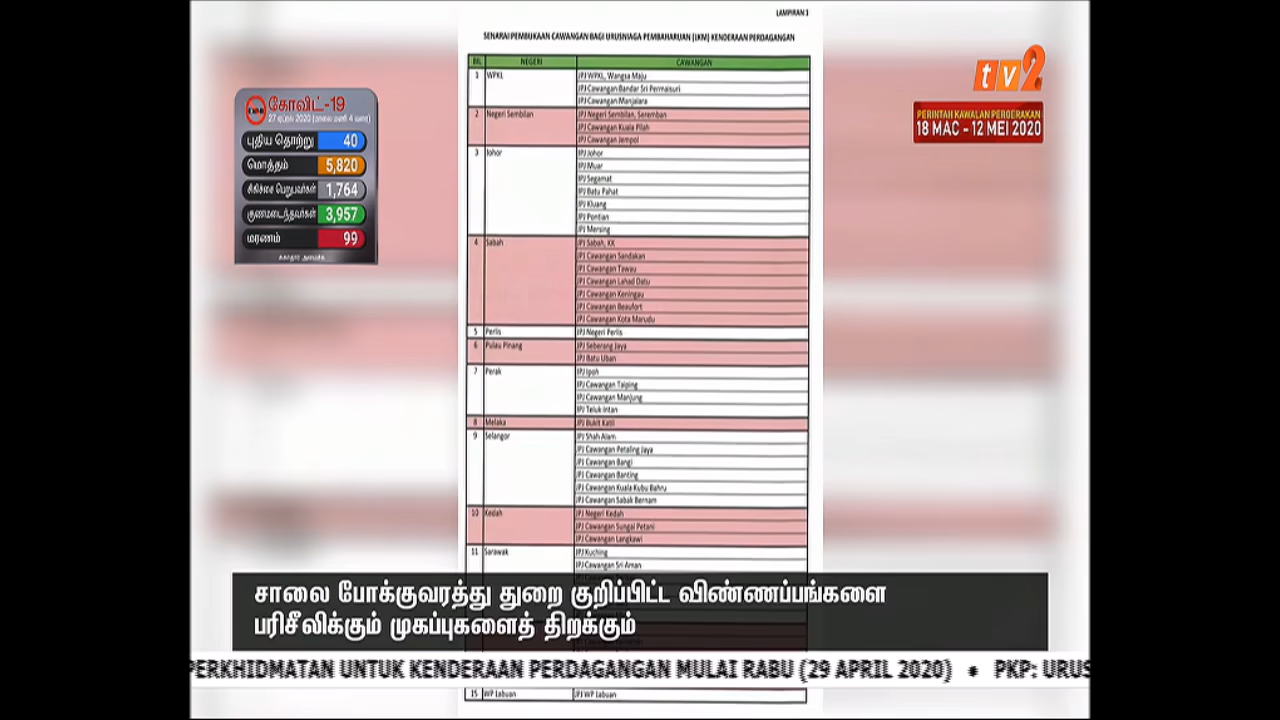 LAMPIRAN 1
SENARAI PEMBUKAAN CAWANGAN BAGI URUSNIAGA PEMBAHARUAN (LKM) KENDERAAN PERDAGANGAN
BIL NEGERI CAWANGAN
1 WPKL JPJ WPKL, Wangsa Maju
JPJ Cawangan Bandar Sri Permaisuri
JPJ Cawangan Manjalara
2 Negeri Sembilan JPJ Negeri Sembilan, Seremban
JPJ Cawangan Kuala Pilah
JPJ Cawangan Jempol
3 Johor JPJ Johor
JPJ Muar
JPJ Segamat
JPJ Batu Pahat
JPJ Kluang
JPJ Pontian
JPJ Mersing
4 Sabah JPJ Sabah, KK
JPJ Cawangan Sandakan
JPJ Cawangan Tawau
JPJ Cawangan Lahad Datu
JPJ Cawangan Keningau
JPJ Cawangan Beaufort
JPJ Cawangan Kota Marudu
5 Perlis JPJ Negeri Perlis
6 Pulau Pinang JPJ Seberang Jaya
JPJ Batu Uban
7 Perak JPJ Ipoh
JPJ Cawangan Taiping
JPJ Cawangan Manjung
JPJ Teluk Intan
8 Melaka JPJ Bukit Katil
9 Selangor JPJ Shah Alam
JPJ Cawangan Petaling Jaya
JPJ Cawangan Bangi
JPJ Cawangan Banting
JPJ Cawangan Kuala Kubu Bahru
JPJ Cawangan Sabak Bernam
10 Kedah JPJ Negeri Kedah
JPJ Cawangan Sungai Petani
JPJ Cawangan Langkawi
11 Sarawak JPJ Kuching
JPJ Cawangan Sri Aman
15 WP Labuan JPJ WP Labuan
கோவிட்-19
27 ஏப்ரல் 2020 (மாலை மணி 4 வரை)
புதிய தொற்று 40
மொத்தம் 5,820
சிகிச்சை பெறுபவர்கள் 1,764
குணமடைந்தவர்கள் 3,957
மரணம் 99
சுகாதார அமைச்சு
tv2
PERINTAH KAWALAN PERGERAKAN
18 MAC - 12 MEI 2020
சாலை போக்குவரத்து துறை குறிப்பிட்ட விண்ணப்பங்களை
பரிசீலிக்கும் முகப்புகளைத் திறக்கும்
PERKHIDMATAN UNTUK KENDERAAN PERDAGANGAN MULAI RABU (29 APRIL 2020) • PKP: URUS